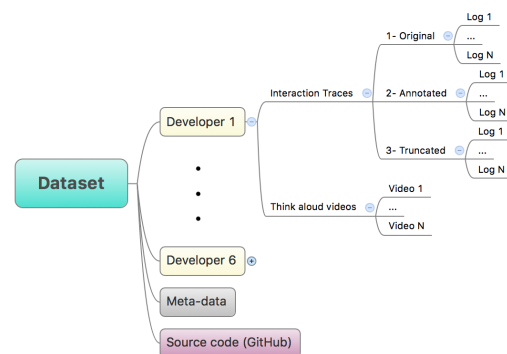 Dataset
Developer 1
Interaction Traces
1- Original
Log 1
...
Log N
2- Annotated
Log 1
...
Log N
3- Truncated
Log 1
...
Log N
Think aloud videos
Video 1
...
Video N
Developer 6
Meta-data
Source code (GitHub)